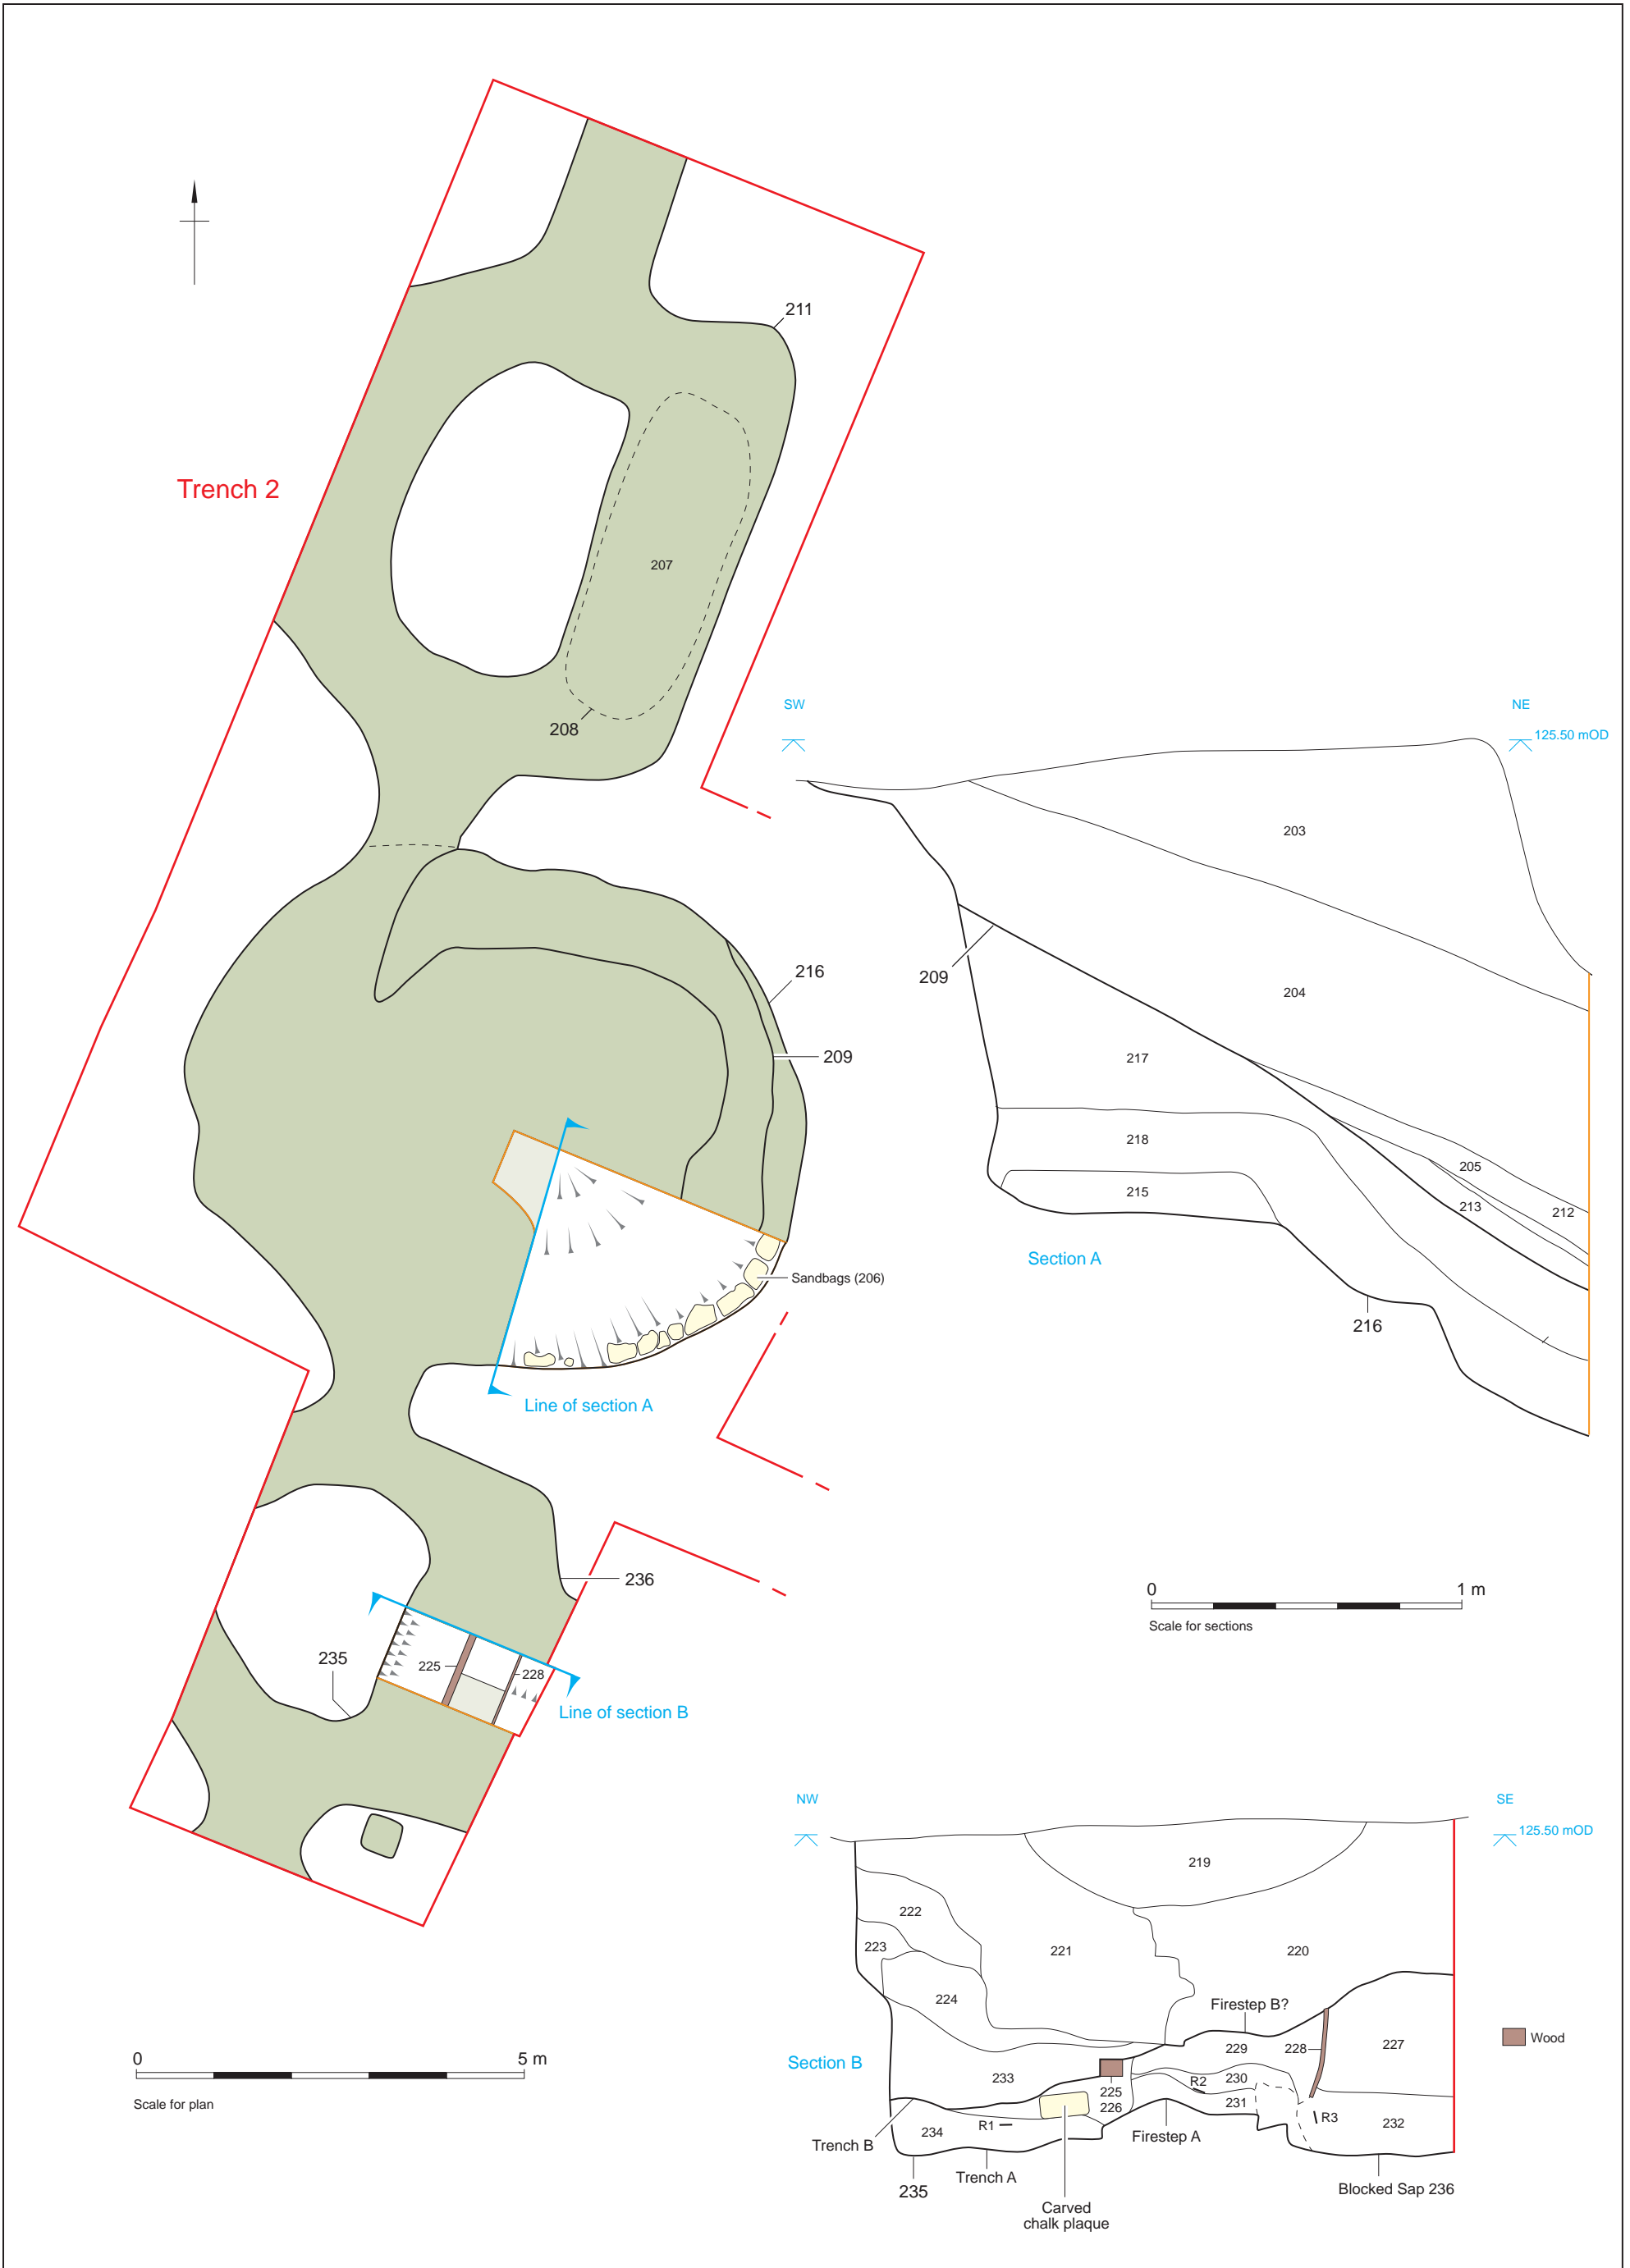 211
Trench 2
207
208
SW
NE
125.50 mOD
203
209
204
216
209
217
218
205
215
213
212
Section A
Sandbags (206)
216
Line of section A
0
1 m
Scale for sections
236
235
225
228
Line of section B
NW
SE
125.50 mOD
219
222
223
221
220
224
Firestep B?
Wood
Section B
229
228
227
233
230
R2
225
226
231
R3
232
R1
234
Trench B
Firestep A
Trench A
235
Blocked Sap 236
Carved
chalk plaque
0
5 m
Scale for plan